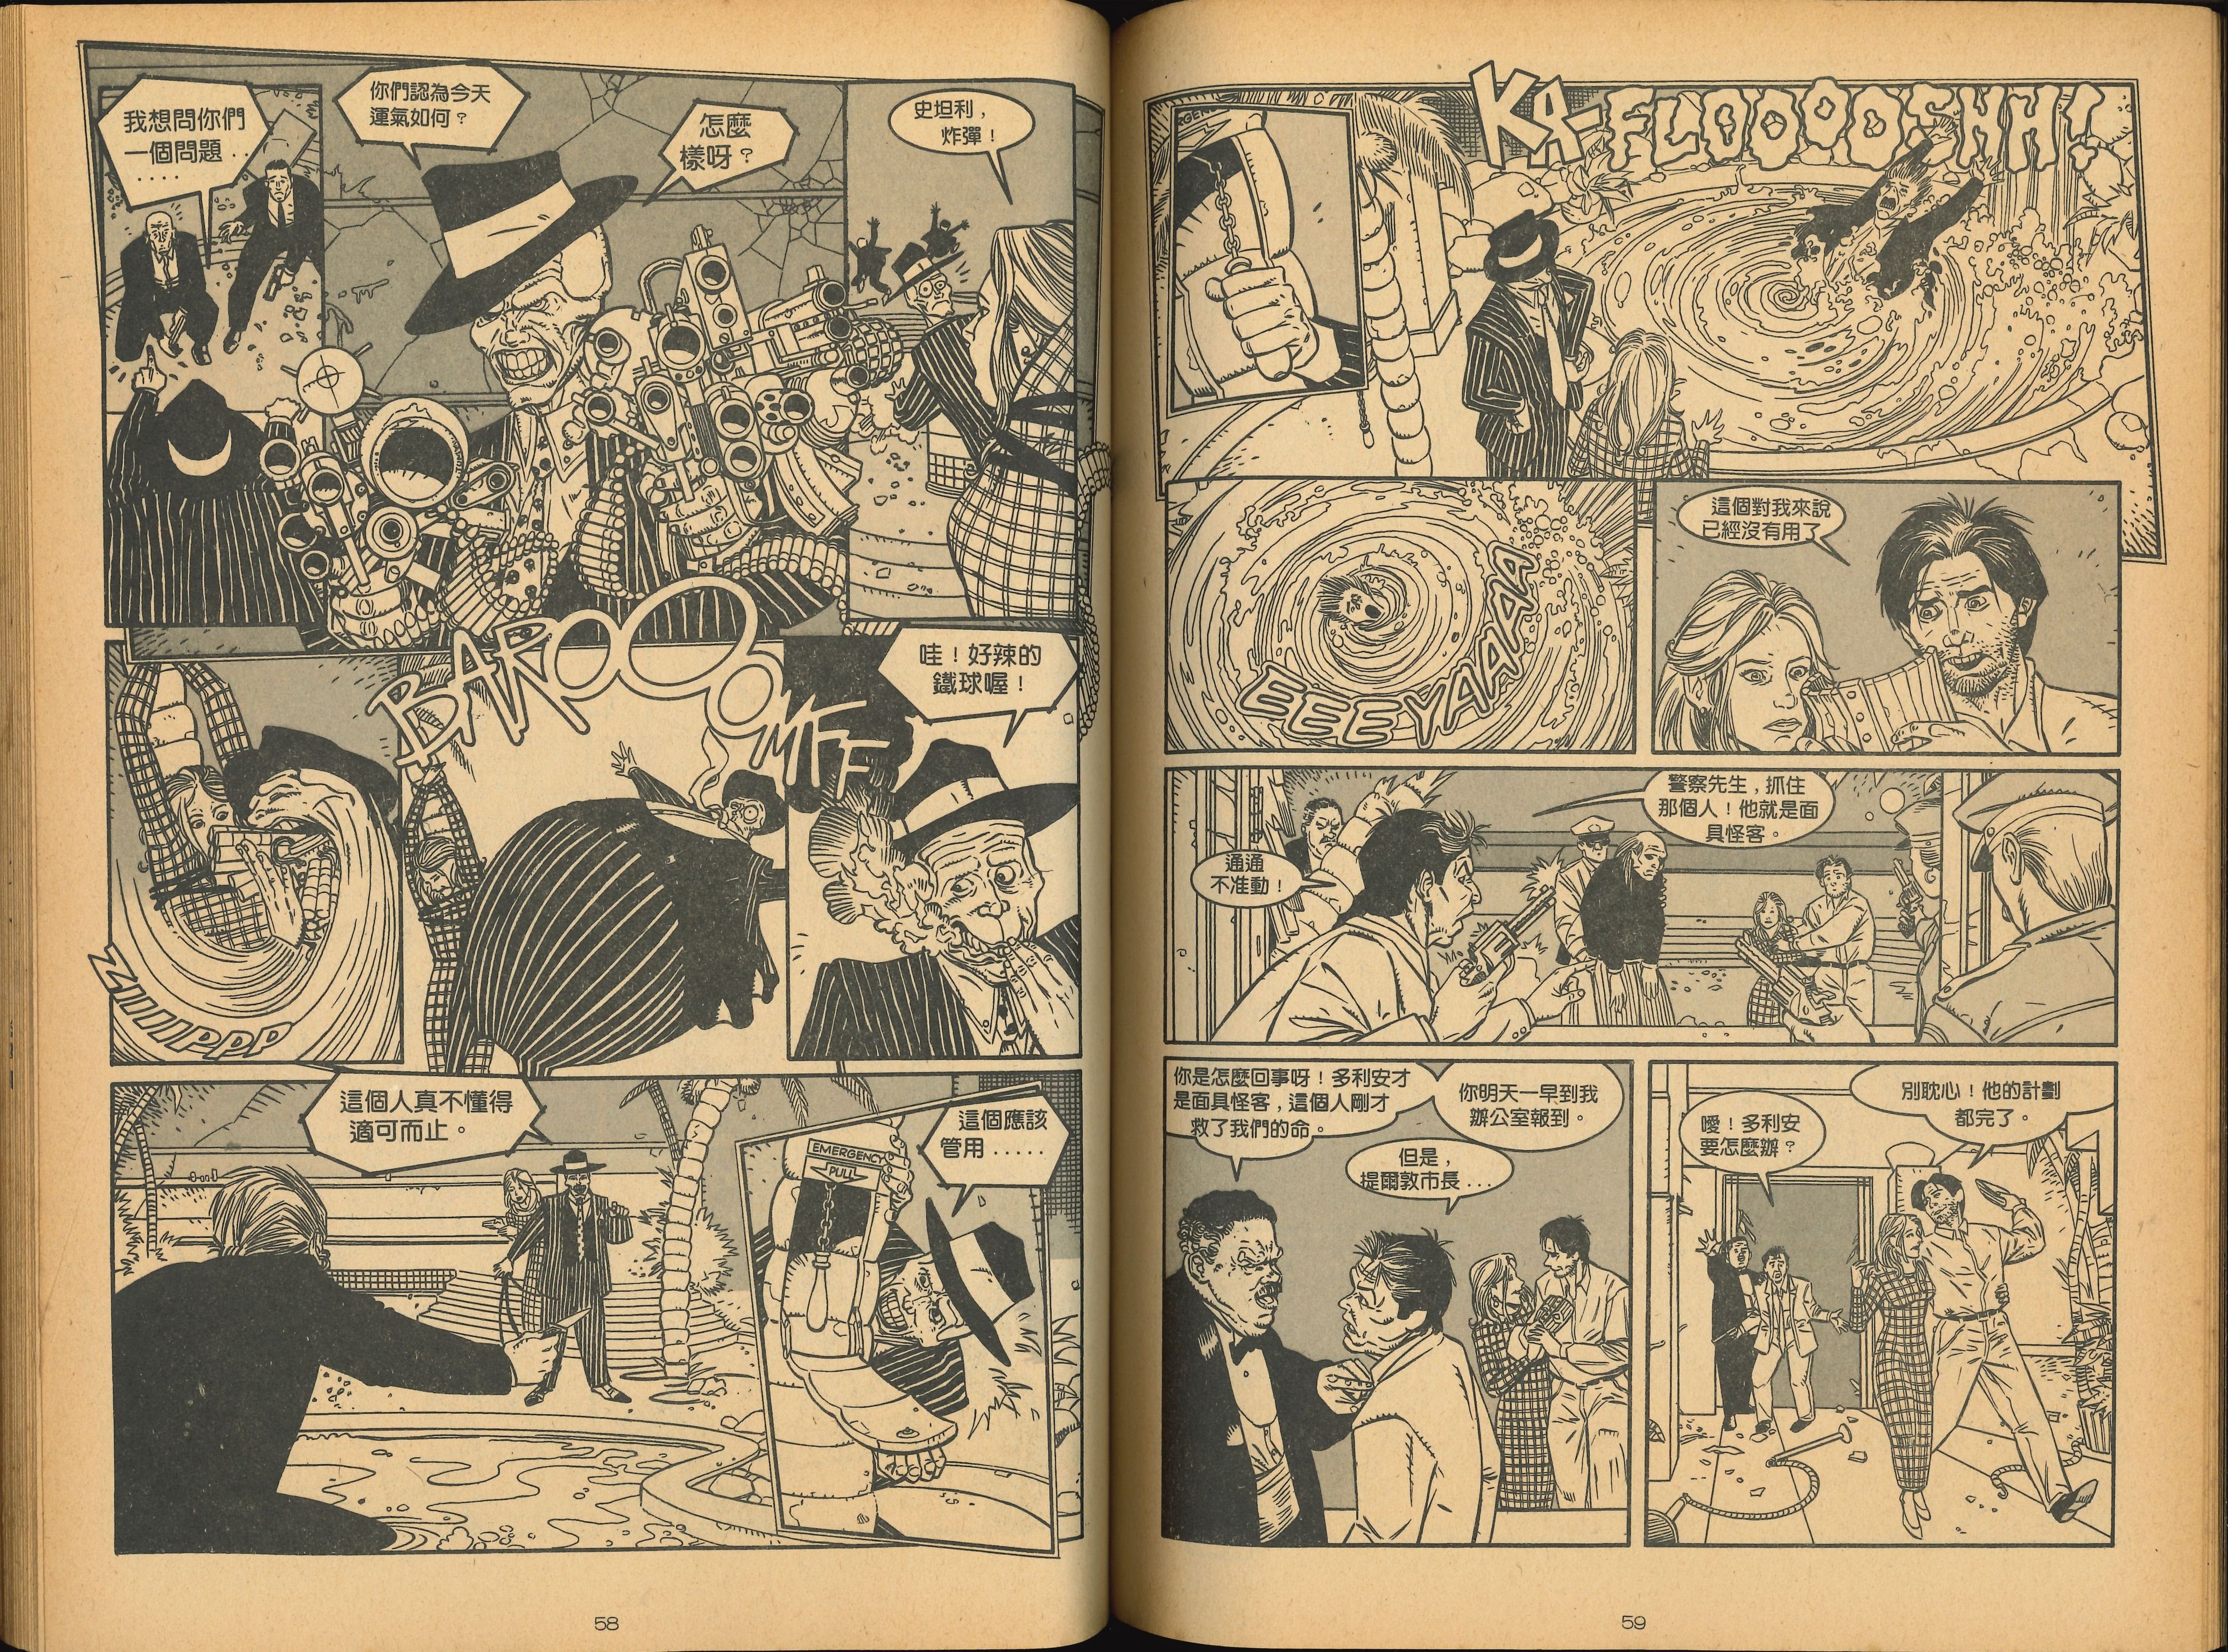 我想問你們
一個問題 . .
. . . . .
你們認為今天
運氣如何？
怎麼
樣呀？
史坦利，
炸彈！
ZIIIIPPP
BAROOOMFF
哇！好辣的
鐵球喔！
這個人真不懂得
適可而止。
EMERGENCY
PULL
這個應該
管用 . . . . . .
58
RGEN
KA-FLOOOOOSHH!
EEEYAAAAA
這個對我來說
已經沒有用了
警察先生，抓住
那個人！他就是面
具怪客。
通通
不准動！
你是怎麼回事呀！多利安才
是面具怪客，這個人剛才
救了我們的命。
你明天一早到我
辦公室報到。
但是，
提爾敦市長 . . .
噯！多利安
要怎麼辦？
別耽心！他的計劃
都完了。
59